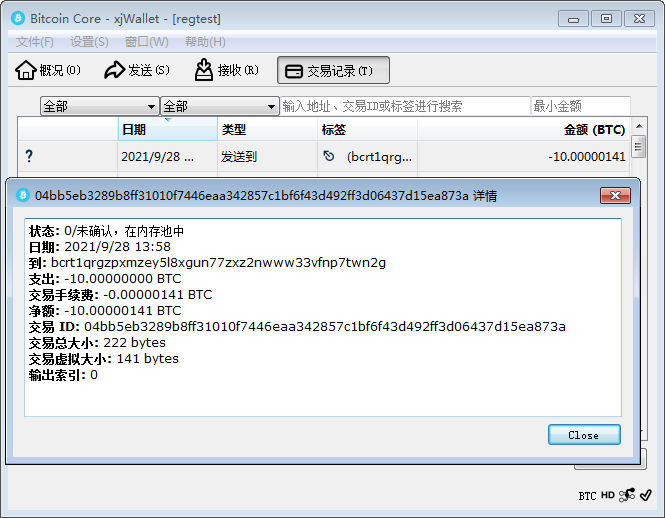 Bitcoin Core - xjWallet - [regtest]
文件(F) 设置(S) 窗口(W) 帮助(H)
概况(O) 发送(S) 接收(R) 交易记录(T)
全部 全部 输入地址、交易ID或标签进行搜索 最小金额
日期 类型 标签 金额 (BTC)
? 2021/9/28 ... 发送到 (bcrt1qrg... -10.00000141
04bb5eb3289b8ff31010f7446eaa342857c1bf6f43d492ff3d06437d15ea873a 详情
状态: 0/未确认，在内存池中
日期: 2021/9/28 13:58
到: bcrt1qrgzpxmzey5l8xgun77zxz2nwww33vfnp7twn2g
支出: -10.00000000 BTC
交易手续费: -0.00000141 BTC
净额: -10.00000141 BTC
交易 ID: 04bb5eb3289b8ff31010f7446eaa342857c1bf6f43d492ff3d06437d15ea873a
交易总大小: 222 bytes
交易虚拟大小: 141 bytes
输出索引: 0
Close
BTC HD